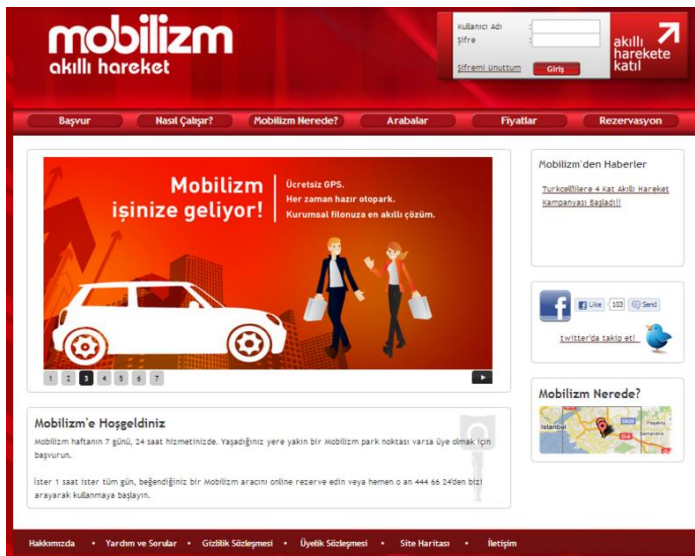 mobilizm
akıllı hareket
Kullanıcı Adı :
Şifre :
Şifremi Unuttum
Giriş
akıllı
harekete
katıl
Başvur
Nasıl Çalışır?
Mobilizm Nerede?
Arabalar
Fiyatlar
Rezervasyon
Mobilizm
işinize geliyor!
Ücretsiz GPS.
Her zaman hazır otopark.
Kurumsal filonuza en akıllı çözüm.
1 2 3 4 5 6 7
Mobilizm'den Haberler
Turkcell'lilere 4 Kat Akıllı Hareket
Kampanyası Başladı!!
Like 103 Send
twitter'da takip et!
Mobilizm Nerede?
Istanbul
Mobilizm'e Hoşgeldiniz
Mobilizm haftanın 7 günü, 24 saat hizmetinizde. Yaşadığınız yere yakın bir Mobilizm park noktası varsa üye olmak için
başvurun.
İster 1 saat ister tüm gün, beğendiğiniz bir Mobilizm aracını online rezerve edin veya hemen o an 444 66 24'den bizi
arayarak kullanmaya başlayın.
Hakkımızda • Yardım ve Sorular • Gizlilik Sözleşmesi • Üyelik Sözleşmesi • Site Haritası • İletişim